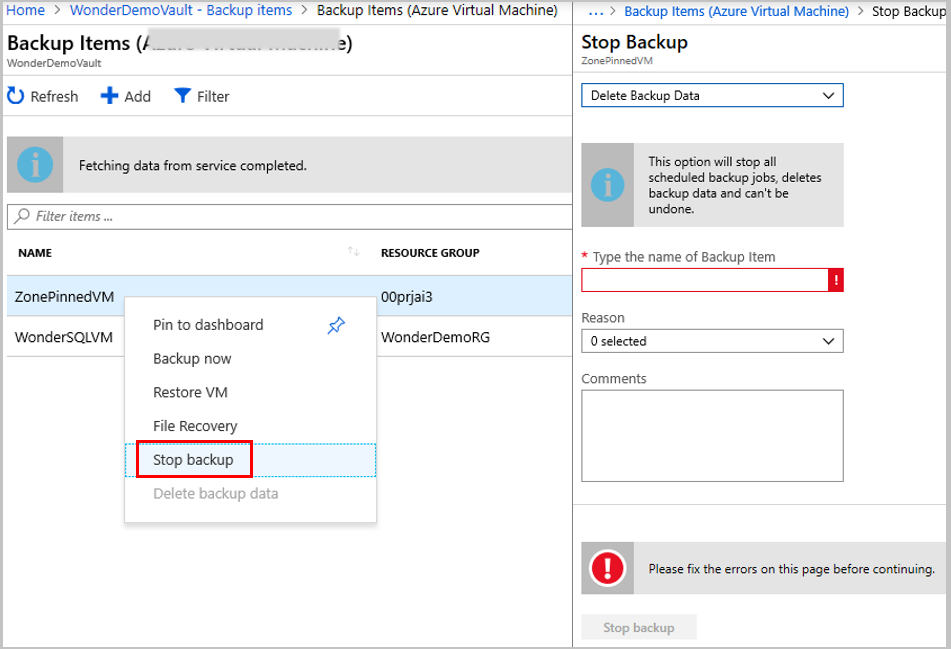 Home > WonderDemoVault - Backup items > Backup Items (Azure Virtual Machine)
Backup Items (Azure Virtual Machine)
WonderDemoVault
Refresh Add Filter
Fetching data from service completed.
Filter items ...
NAME RESOURCE GROUP
ZonePinnedVM 00prjai3
WonderSQLVM WonderDemoRG
Pin to dashboard
Backup now
Restore VM
File Recovery
Stop backup
Delete backup data
... > Backup Items (Azure Virtual Machine) > Stop Backup
Stop Backup
ZonePinnedVM
Delete Backup Data
This option will stop all
scheduled backup jobs, deletes
backup data and can't be
undone.
* Type the name of Backup Item
Reason
0 selected
Comments
Please fix the errors on this page before continuing.
Stop backup